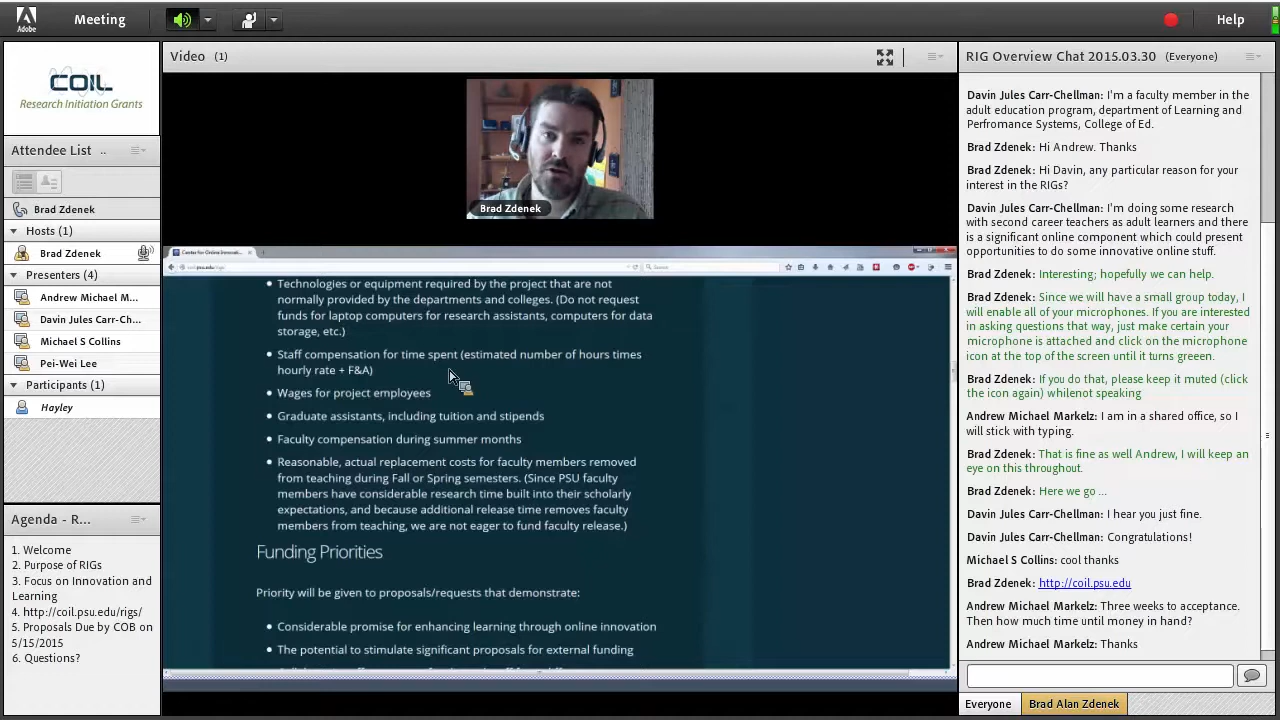 Adobe
Meeting
Help
COIL
Research Initiation Grants
Attendee List ..
Brad Zdenek
Hosts (1)
Brad Zdenek
Presenters (4)
Andrew Michael M...
Davin Jules Carr-Ch...
Michael S Collins
Pei-Wei Lee
Participants (1)
Hayley
Agenda - R...
1. Welcome
2. Purpose of RIGs
3. Focus on Innovation and
Learning
4. http://coil.psu.edu/rigs/
5. Proposals Due by COB on
5/15/2015
6. Questions?
Video (1)
Brad Zdenek
Center for Online Innovati...
coil.psu.edu/rigs/
Search
Technologies or equipment required by the project that are not
normally provided by the departments and colleges. (Do not request
funds for laptop computers for research assistants, computers for data
storage, etc.)
Staff compensation for time spent (estimated number of hours times
hourly rate + F&A)
Wages for project employees
Graduate assistants, including tuition and stipends
Faculty compensation during summer months
Reasonable, actual replacement costs for faculty members removed
from teaching during Fall or Spring semesters. (Since PSU faculty
members have considerable research time built into their scholarly
expectations, and because additional release time removes faculty
members from teaching, we are not eager to fund faculty release.)
Funding Priorities
Priority will be given to proposals/requests that demonstrate:
Considerable promise for enhancing learning through online innovation
The potential to stimulate significant proposals for external funding
RIG Overview Chat 2015.03.30 (Everyone)
Davin Jules Carr-Chellman: I'm a faculty member in the
adult education program, department of Learning and
Perfromance Systems, College of Ed.
Brad Zdenek: Hi Andrew. Thanks
Brad Zdenek: Hi Davin, any particular reason for your
interest in the RIGs?
Davin Jules Carr-Chellman: I'm doing some research
with second career teachers as adult learners and there
is a significant online component which could present
opportunities to do some innovative online stuff.
Brad Zdenek: Interesting; hopefully we can help.
Brad Zdenek: Since we will have a small group today, I
will enable all of your microphones. If you are interested
in asking questions that way, just make certain your
microphone is attached and click on the microphone
icon at the top of the screen until it turns greeen.
Brad Zdenek: If you do that, please keep it muted (click
the icon again) whilenot speaking
Andrew Michael Markelz: I am in a shared office, so I
will stick with typing.
Brad Zdenek: That is fine as well Andrew, I will keep an
eye on this throughout.
Brad Zdenek: Here we go ...
Davin Jules Carr-Chellman: I hear you just fine.
Davin Jules Carr-Chellman: Congratulations!
Michael S Collins: cool thanks
Brad Zdenek: http://coil.psu.edu
Andrew Michael Markelz: Three weeks to acceptance.
Then how much time until money in hand?
Andrew Michael Markelz: Thanks
Everyone
Brad Alan Zdenek